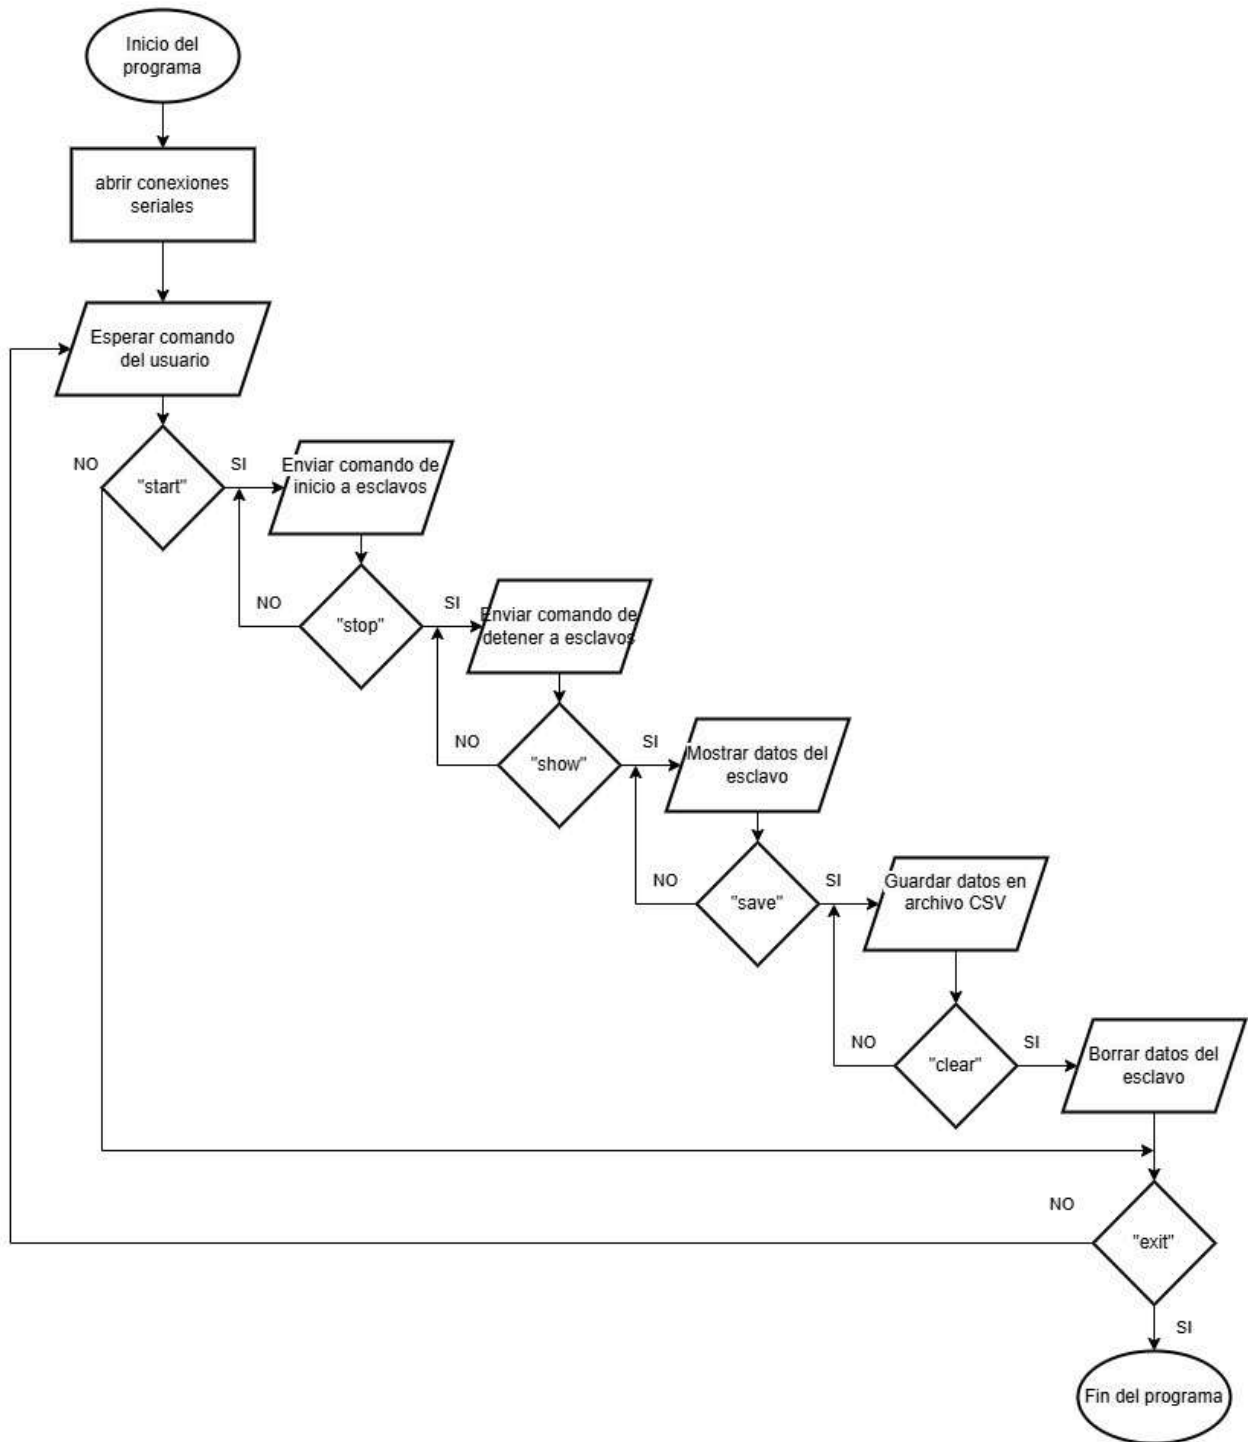 Inicio del
programa
abrir conexiones
seriales
Esperar comando
del usuario
NO
"start"
SI
Enviar comando de
inicio a esclavos
NO
"stop"
SI
Enviar comando de
detener a esclavos
NO
"show"
SI
Mostrar datos del
esclavo
NO
"save"
SI
Guardar datos en
archivo CSV
NO
"clear"
SI
Borrar datos del
esclavo
NO
"exit"
SI
Fin del programa